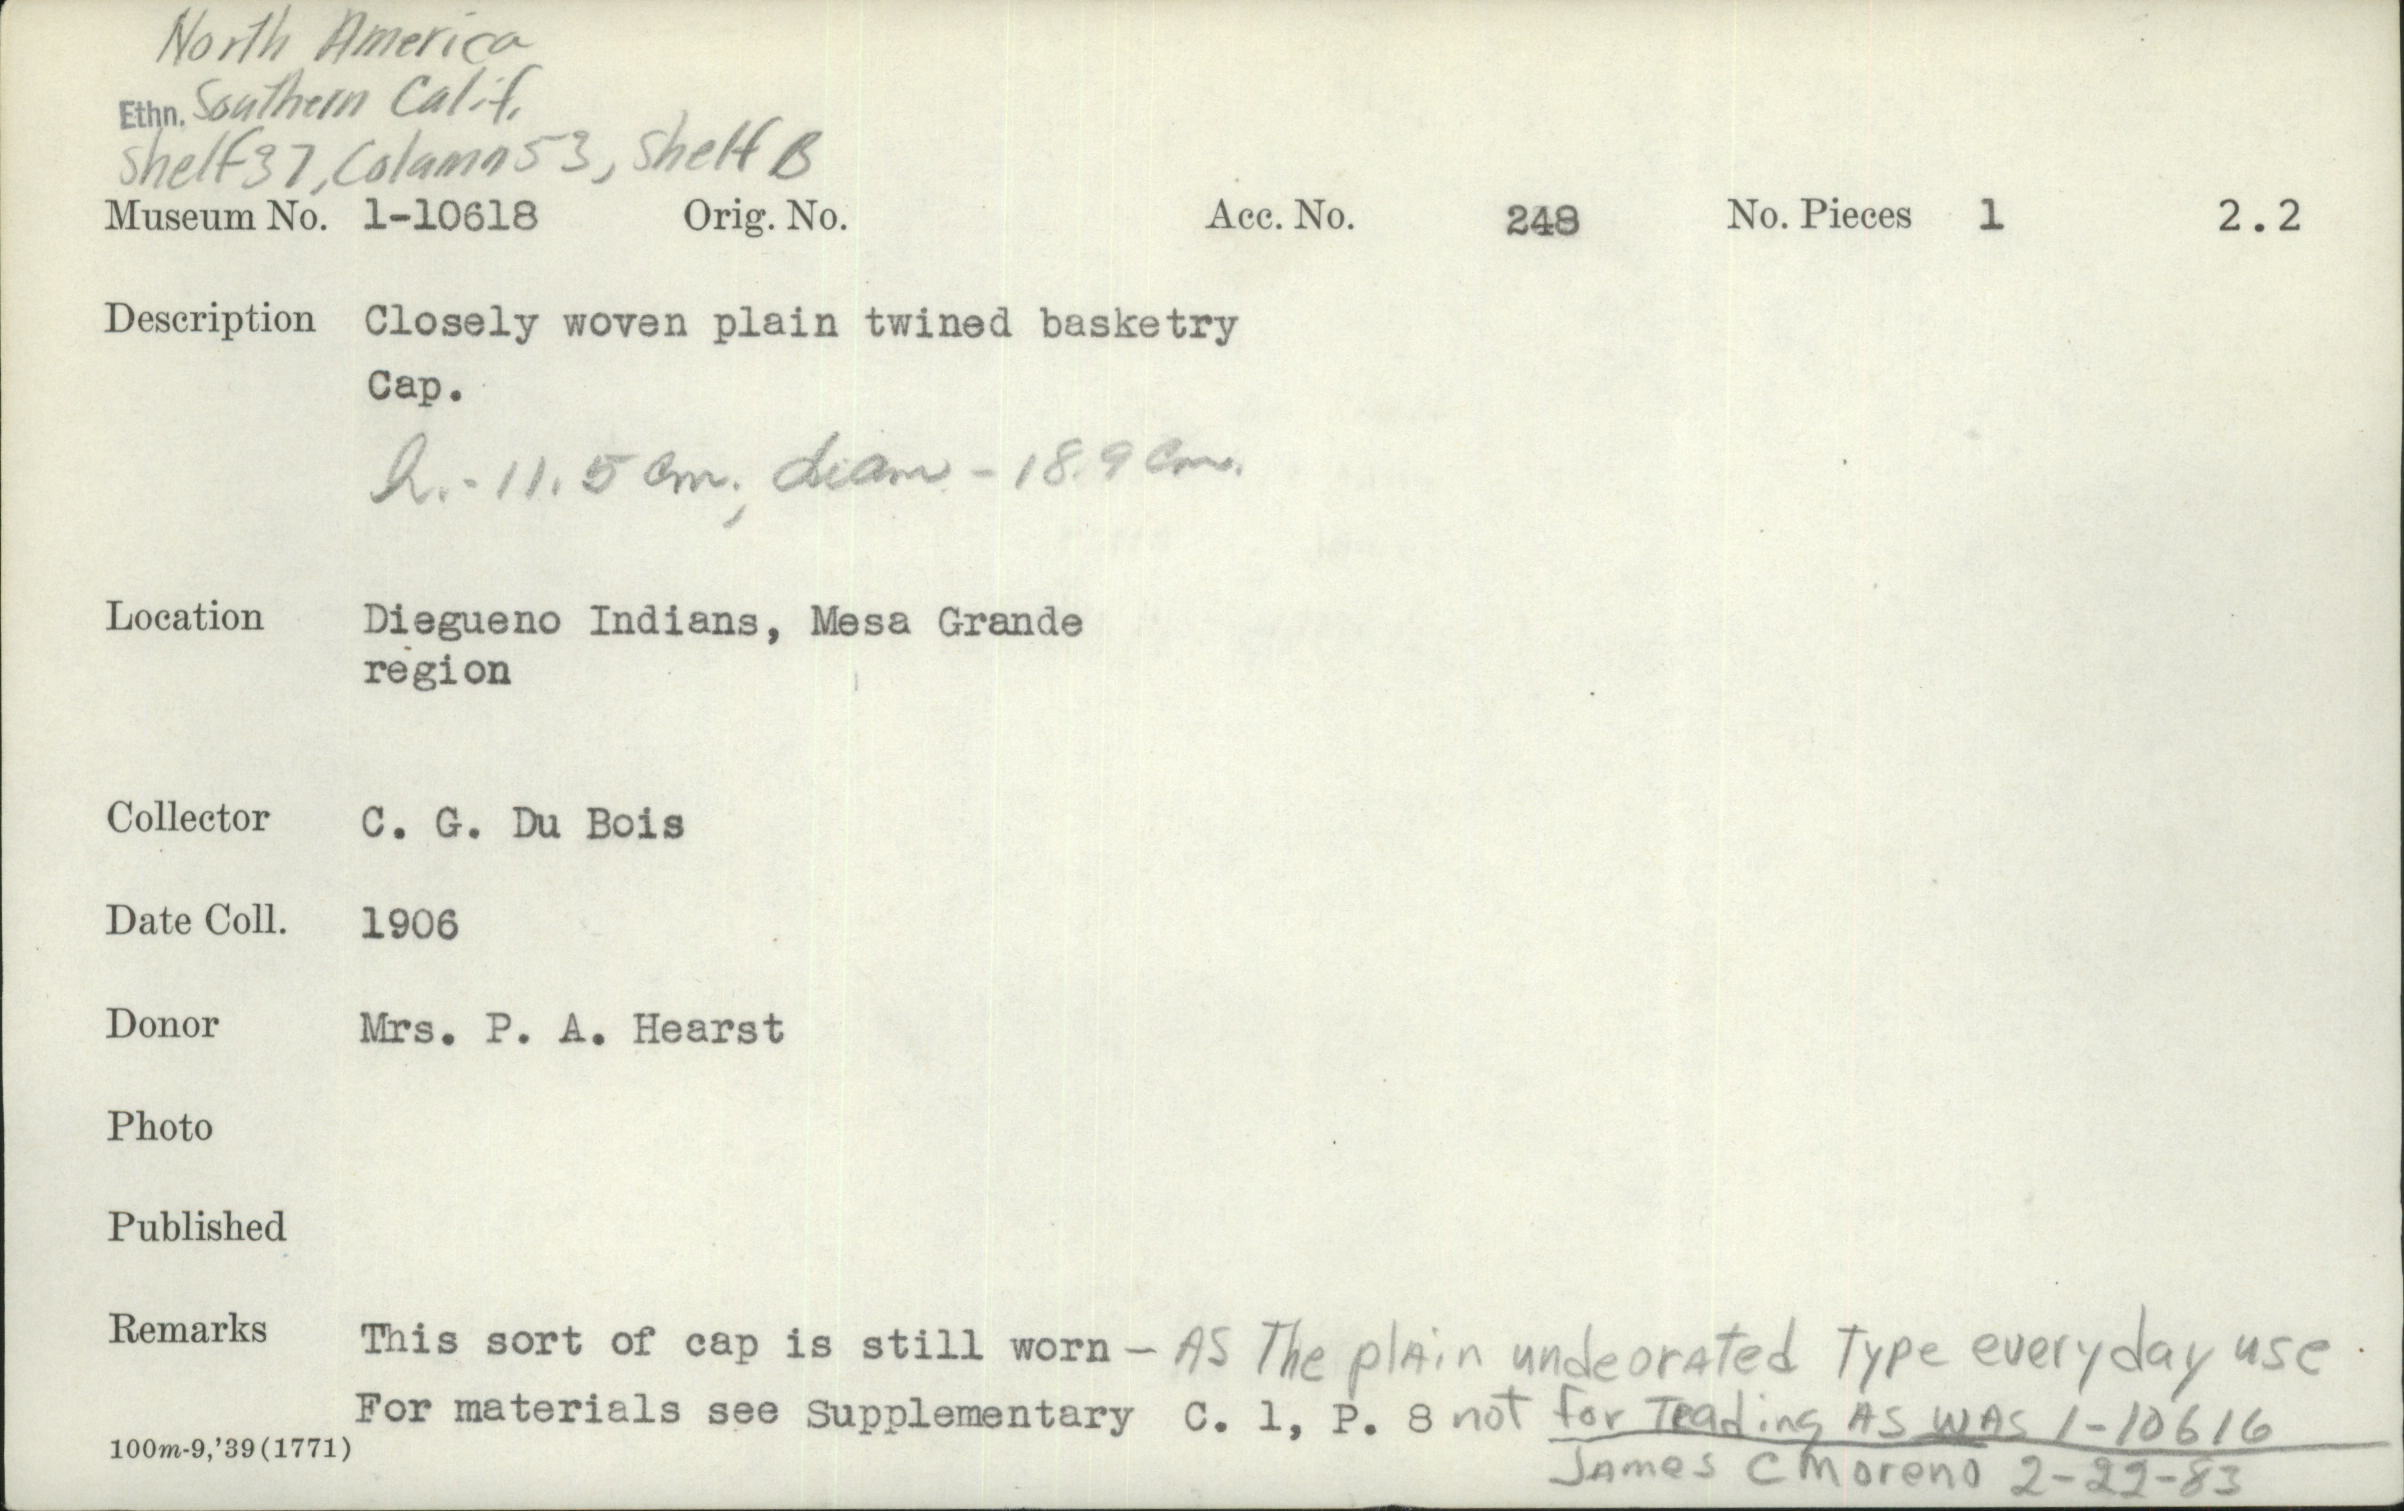 North America
Ethn. Southern Calif.
Shelf 37, Column 53, Shelf B
Museum No. 1-10618 Orig. No. Acc. No. 248 No. Pieces 1 2.2
Description Closely woven plain twined basketry
Cap.
h. - 11.5 cm., diam - 18.9 cm.
Location Diegueno Indians, Mesa Grande
region
Collector C. G. Du Bois
Date Coll. 1906
Donor Mrs. P. A. Hearst
Photo
Published
Remarks This sort of cap is still worn — AS The plAin undeorated Type everyday use.
For materials see Supplementary C. 1, P. 8 not for Trading AS WAS 1-10616
100m-9,'39(1771)
James C Moreno 2-22-83